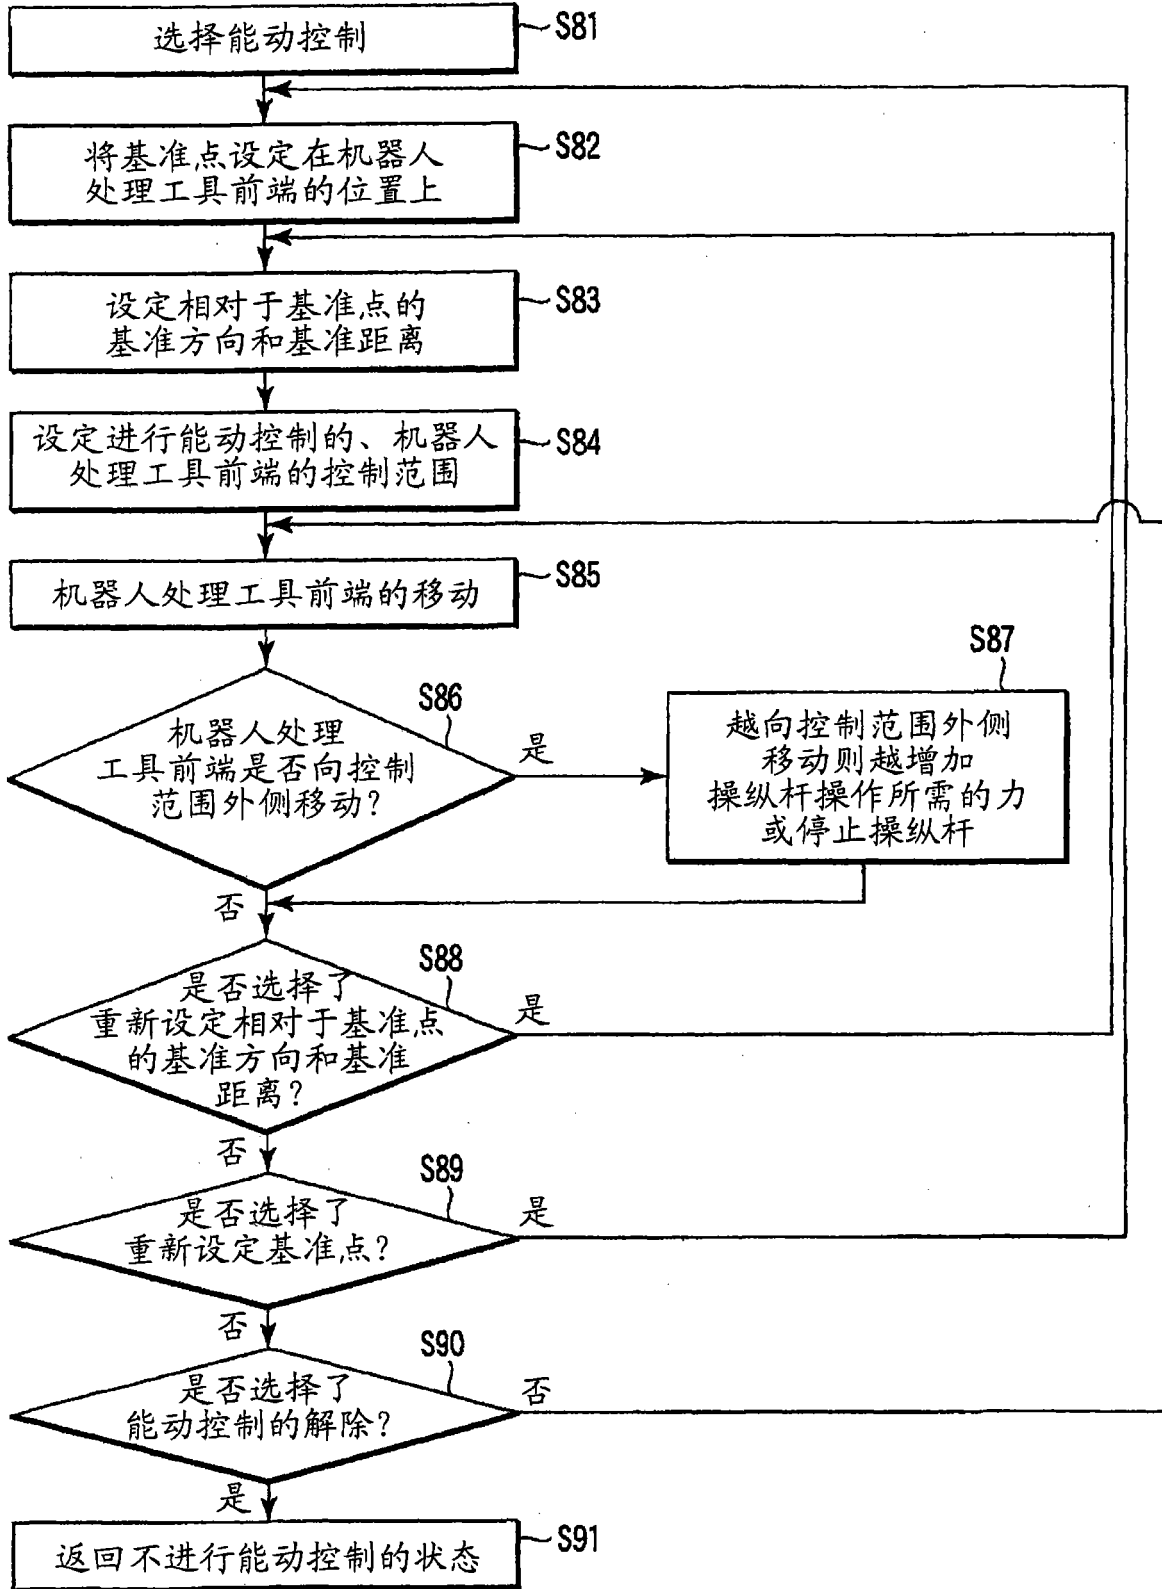 选择能动控制
S81
将基准点设定在机器人
处理工具前端的位置上
S82
设定相对于基准点的
基准方向和基准距离
S83
设定进行能动控制的、机器人
处理工具前端的控制范围
S84
机器人处理工具前端的移动
S85
机器人处理
工具前端是否向控制
范围外侧移动?
S86
是
否
越向控制范围外侧
移动则越增加
操纵杆操作所需的力
或停止操纵杆
S87
是否选择了
重新设定相对于基准点
的基准方向和基准
距离?
S88
是
否
是否选择了
重新设定基准点?
S89
是
否
是否选择了
能动控制的解除?
S90
否
是
返回不进行能动控制的状态
S91